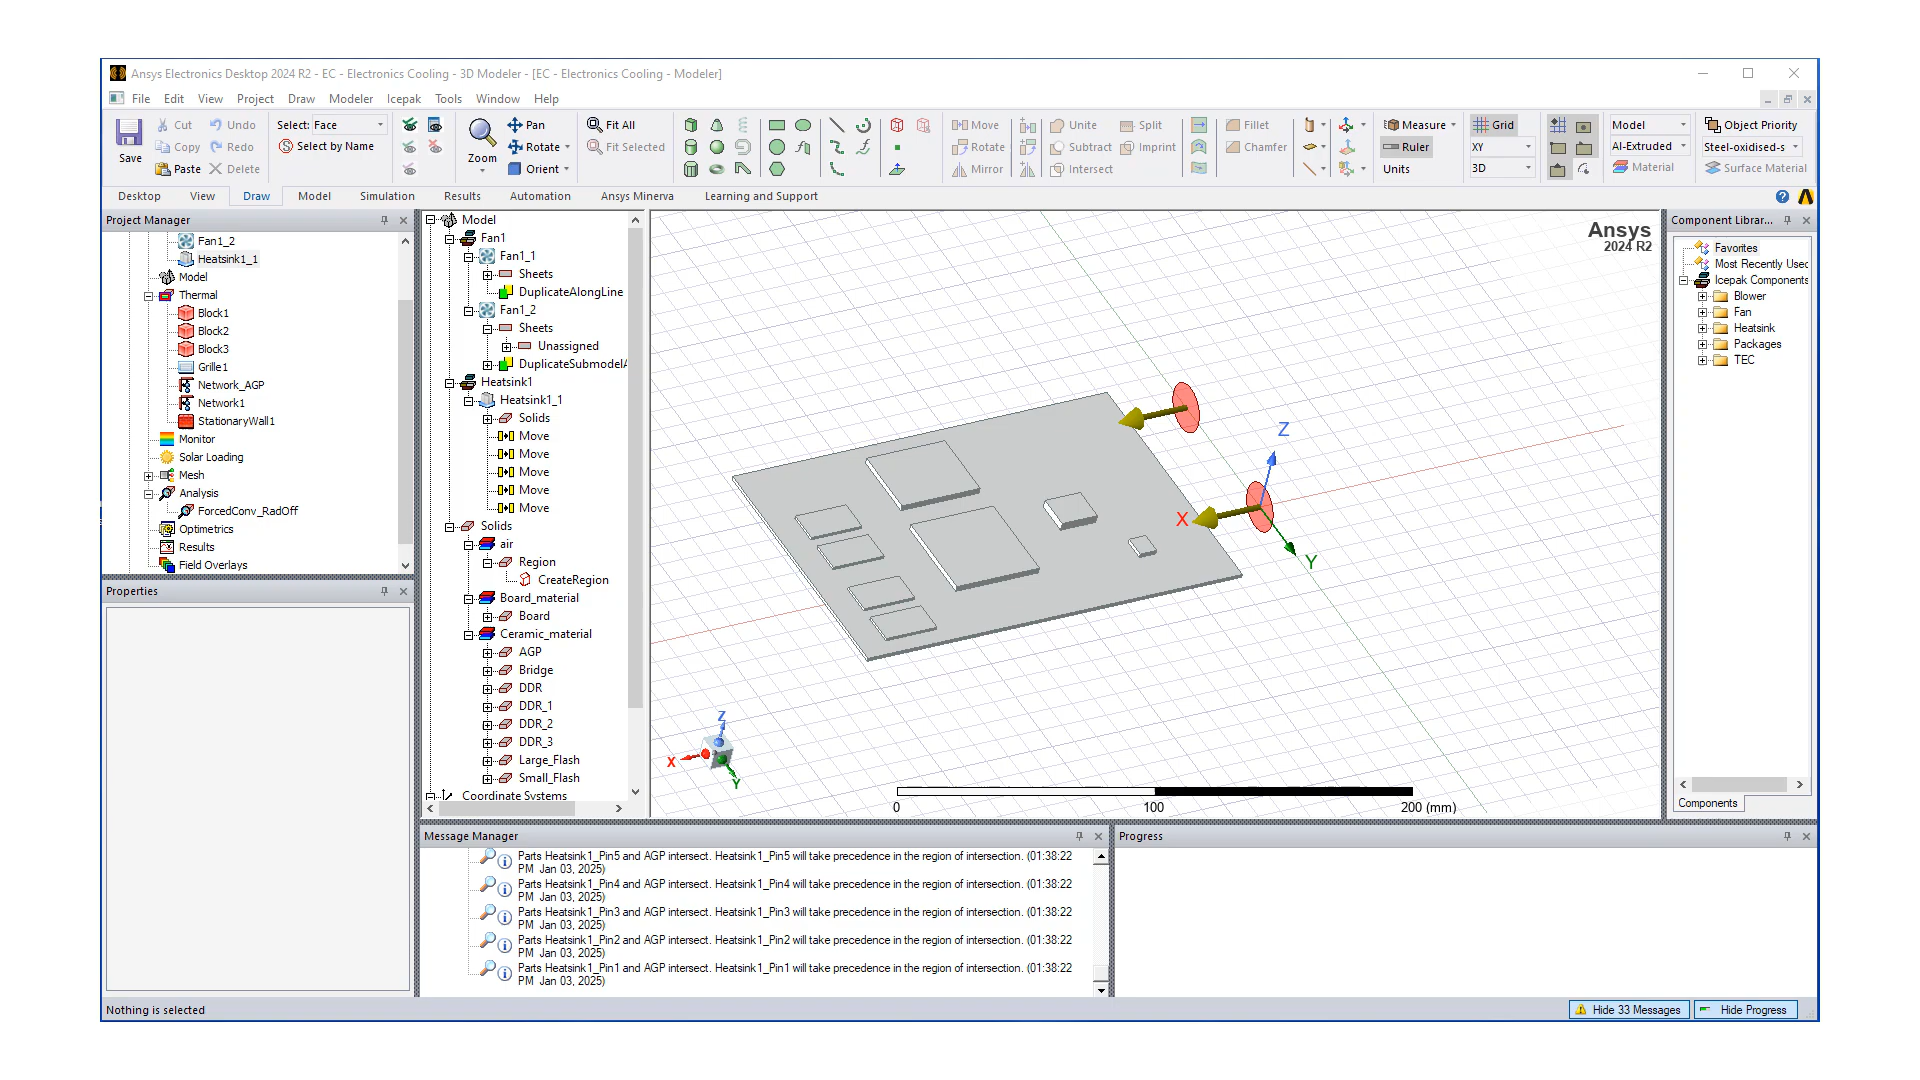 Ansys Electronics Desktop 2024 R2 - EC - Electronics Cooling - 3D Modeler - [EC - Electronics Cooling - Modeler]
File Edit View Project Draw Modeler Icepak Tools Window Help
Save
Cut Undo
Copy Redo
Paste Delete
Select: Face
Select by Name
Zoom
Pan
Rotate
Orient
Fit All
Fit Selected
Move
Rotate
Mirror
Unite Split
Subtract Imprint
Intersect
Fillet
Chamfer
Measure Grid
Ruler XY
Units 3D
Model
AI-Extruded
Material
Object Priority
Steel-oxidised-s
Surface Material
Desktop View Draw Model Simulation Results Automation Ansys Minerva Learning and Support
Project Manager
Fan1_2
Heatsink1_1
Model
Thermal
Block1
Block2
Block3
Grille1
Network_AGP
Network1
StationaryWall1
Monitor
Solar Loading
Mesh
Analysis
ForcedConv_RadOff
Optimetrics
Results
Field Overlays
Properties
Model
Fan1
Fan1_1
Sheets
DuplicateAlongLine
Fan1_2
Sheets
Unassigned
DuplicateSubmodelA
Heatsink1
Heatsink1_1
Solids
Move
Move
Move
Move
Move
Solids
air
Region
CreateRegion
Board_material
Board
Ceramic_material
AGP
Bridge
DDR
DDR_1
DDR_2
DDR_3
Large_Flash
Small_Flash
Coordinate Systems
Ansys
2024 R2
Z
X
Y
Z
X
Y
0 100 200 (mm)
Component Librar...
Favorites
Most Recently Used
Icepak Components
Blower
Fan
Heatsink
Packages
TEC
Components
Message Manager
Parts Heatsink1_Pin5 and AGP intersect. Heatsink1_Pin5 will take precedence in the region of intersection. (01:38:22
PM Jan 03, 2025)
Parts Heatsink1_Pin4 and AGP intersect. Heatsink1_Pin4 will take precedence in the region of intersection. (01:38:22
PM Jan 03, 2025)
Parts Heatsink1_Pin3 and AGP intersect. Heatsink1_Pin3 will take precedence in the region of intersection. (01:38:22
PM Jan 03, 2025)
Parts Heatsink1_Pin2 and AGP intersect. Heatsink1_Pin2 will take precedence in the region of intersection. (01:38:22
PM Jan 03, 2025)
Parts Heatsink1_Pin1 and AGP intersect. Heatsink1_Pin1 will take precedence in the region of intersection. (01:38:22
PM Jan 03, 2025)
Progress
Nothing is selected
Hide 33 Messages
Hide Progress